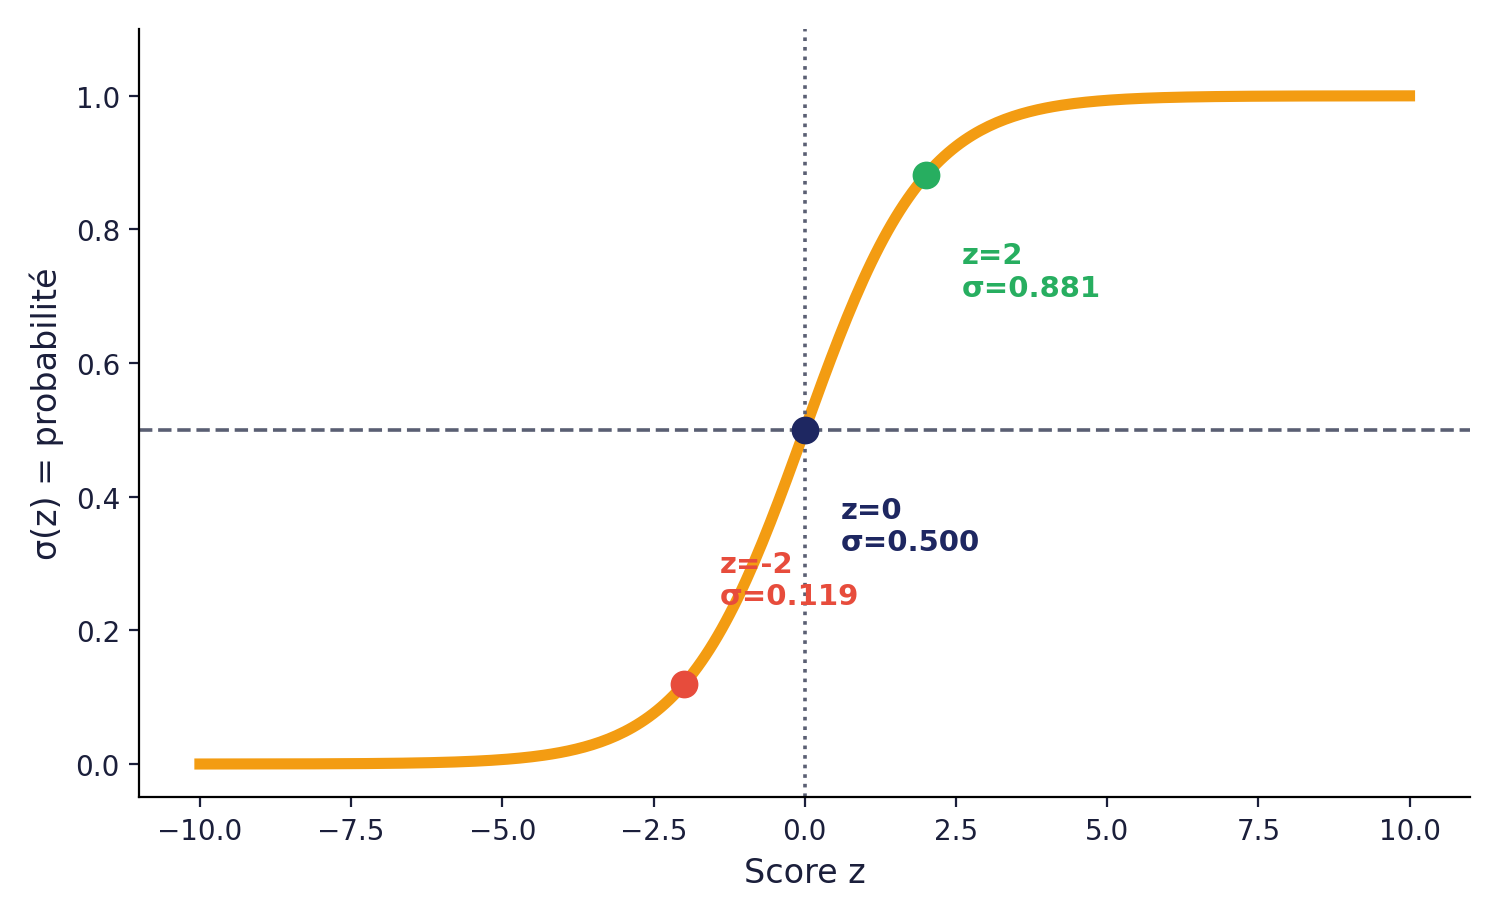 σ(z) = probabilité
1.0
0.8
0.6
0.4
0.2
0.0
z=2
σ=0.881
z=0
σ=0.500
z=-2
σ=0.119
−10.0 −7.5 −5.0 −2.5 0.0 2.5 5.0 7.5 10.0
Score z